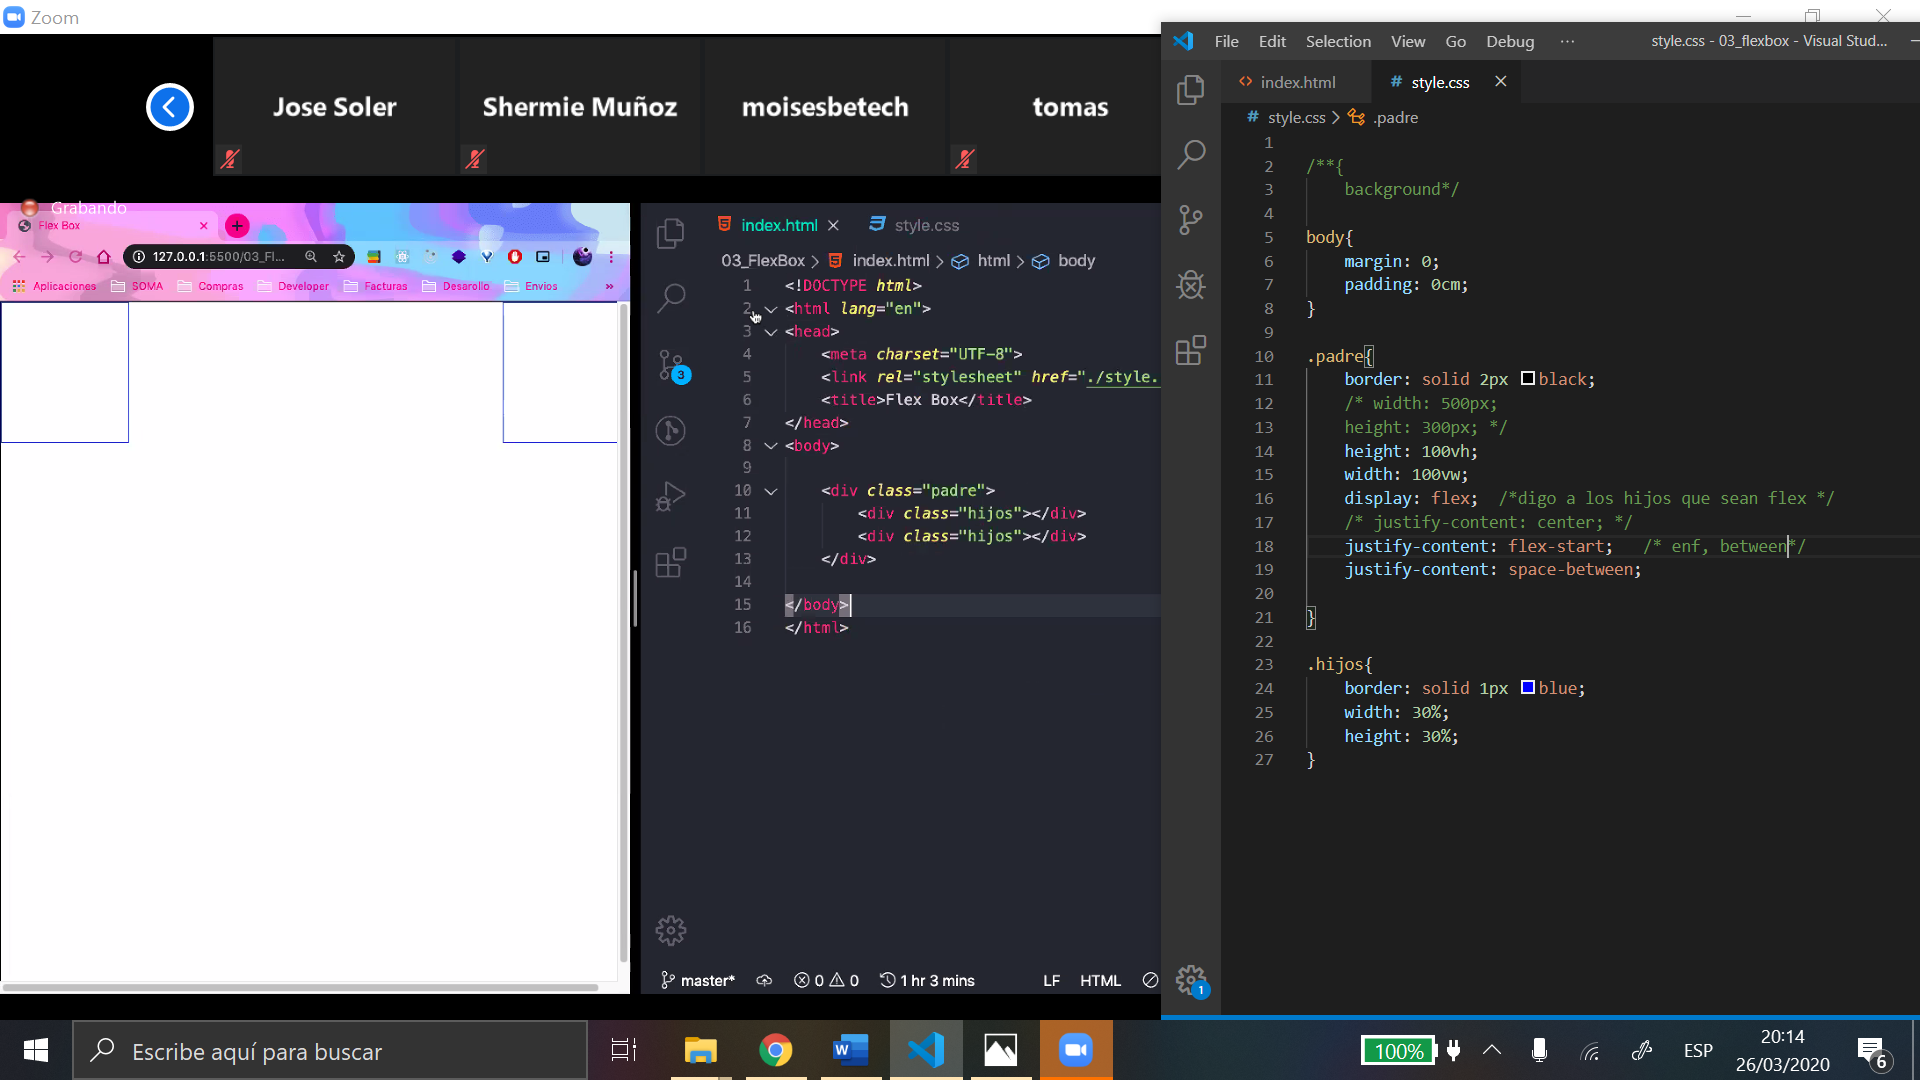 Zoom
Jose Soler
Shermie Muñoz
moisesbetech
tomas
Grabando
Flex Box
127.0.0.1:5500/03_Fl...
Aplicaciones
SOMA
Compras
Developer
Facturas
Desarollo
Envios
»
index.html
style.css
03_FlexBox > index.html > html > body
1 <!DOCTYPE html>
2 <html lang="en">
3 <head>
4 <meta charset="UTF-8">
5 <link rel="stylesheet" href="./style.
6 <title>Flex Box</title>
7 </head>
8 <body>
9
10 <div class="padre">
11 <div class="hijos"></div>
12 <div class="hijos"></div>
13 </div>
14
15 </body>
16 </html>
3
master*
0
0
1 hr 3 mins
LF
HTML
File Edit Selection View Go Debug ···
style.css - 03_flexbox - Visual Stud...
index.html
# style.css
# style.css > .padre
1
2 /**{
3 background*/
4
5 body{
6 margin: 0;
7 padding: 0cm;
8 }
9
10 .padre{
11 border: solid 2px black;
12 /* width: 500px;
13 height: 300px; */
14 height: 100vh;
15 width: 100vw;
16 display: flex; /*digo a los hijos que sean flex */
17 /* justify-content: center; */
18 justify-content: flex-start; /* enf, between*/
19 justify-content: space-between;
20
21 }
22
23 .hijos{
24 border: solid 1px blue;
25 width: 30%;
26 height: 30%;
27 }
1
Escribe aquí para buscar
100%
ESP
20:14
26/03/2020
6